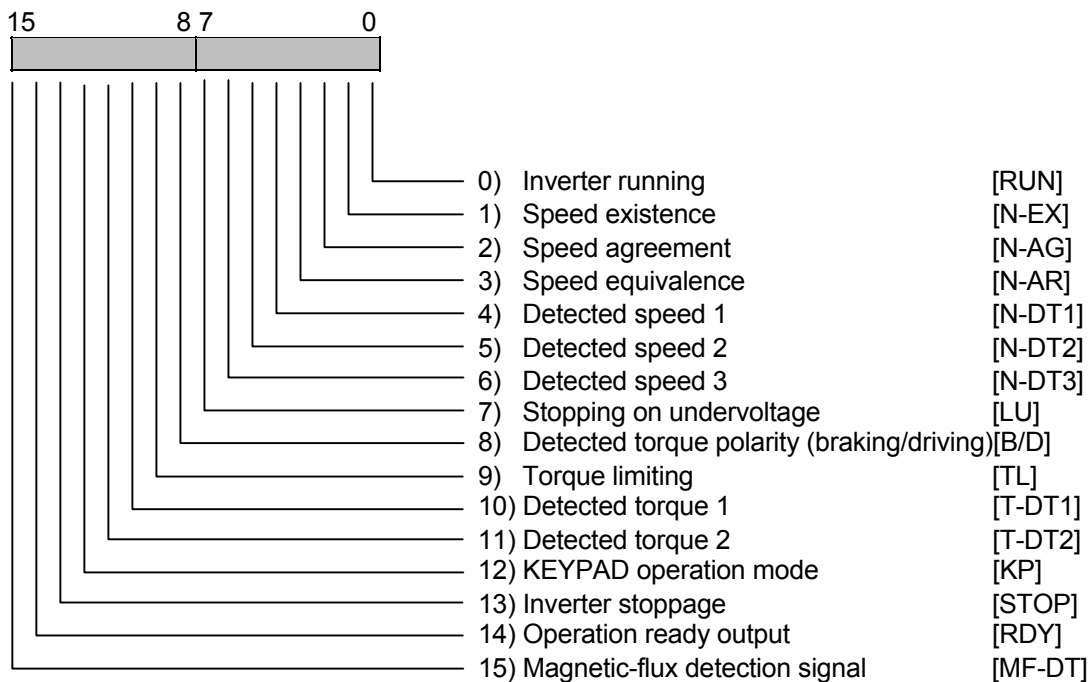 15 8 7 0
0) Inverter running [RUN]
1) Speed existence [N-EX]
2) Speed agreement [N-AG]
3) Speed equivalence [N-AR]
4) Detected speed 1 [N-DT1]
5) Detected speed 2 [N-DT2]
6) Detected speed 3 [N-DT3]
7) Stopping on undervoltage [LU]
8) Detected torque polarity (braking/driving)[B/D]
9) Torque limiting [TL]
10) Detected torque 1 [T-DT1]
11) Detected torque 2 [T-DT2]
12) KEYPAD operation mode [KP]
13) Inverter stoppage [STOP]
14) Operation ready output [RDY]
15) Magnetic-flux detection signal [MF-DT]